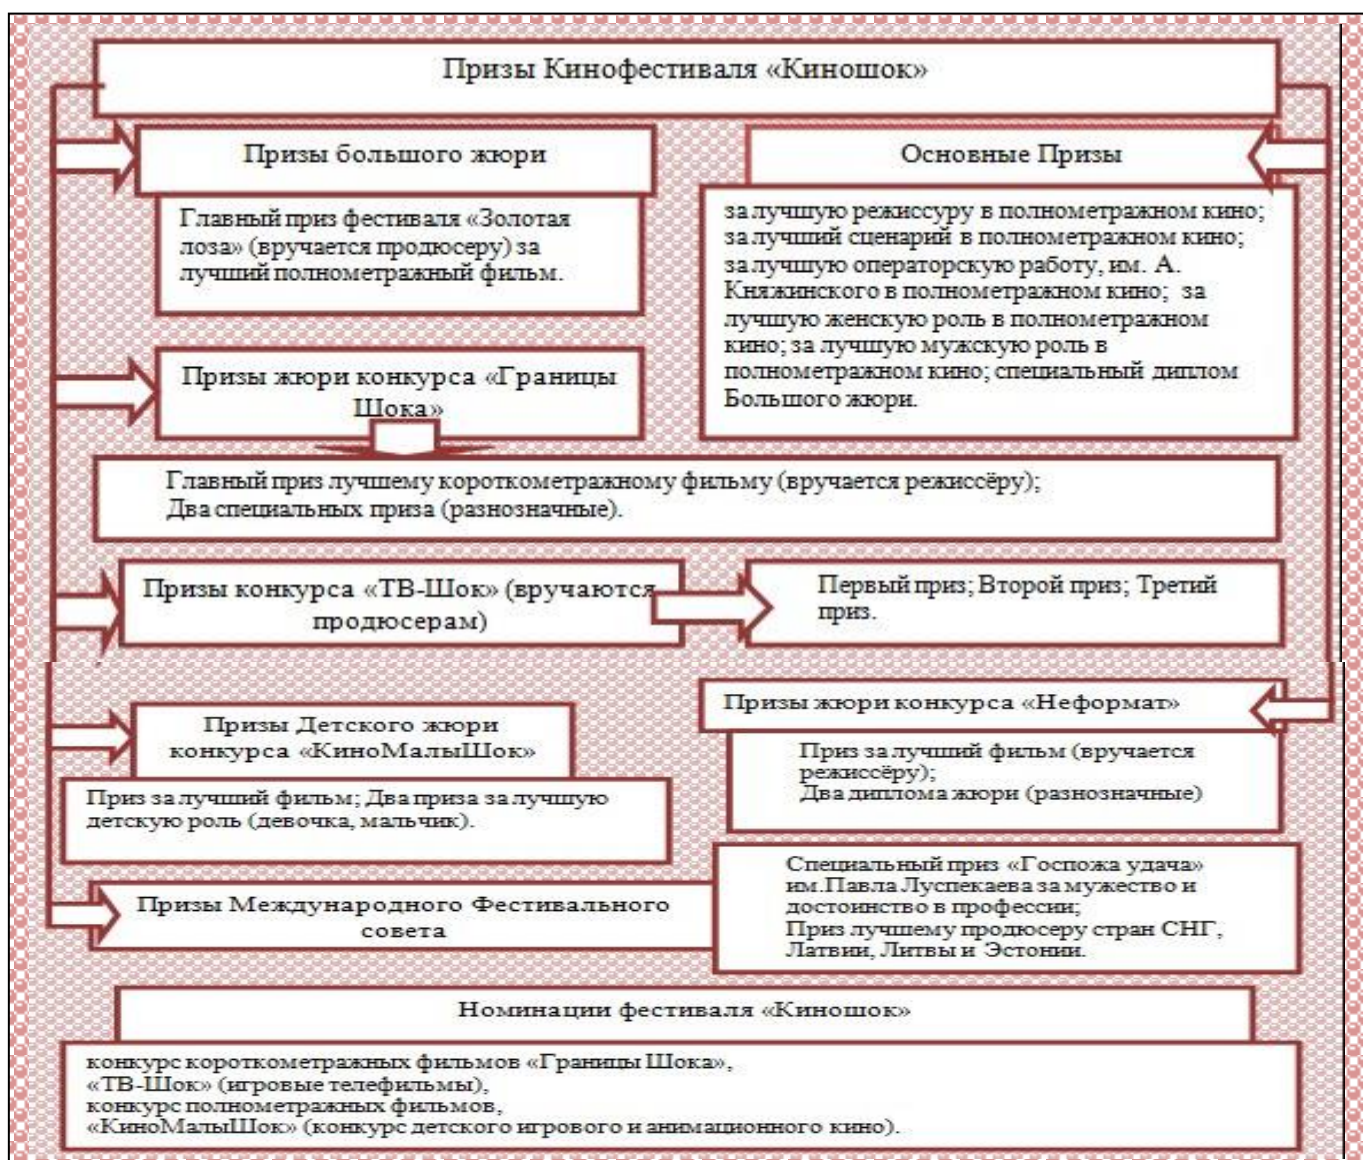 Призы Кинофестиваля «Киношок»
Призы большого жюри
Главный приз фестиваля «Золотая
лоза» (вручается продюсеру) за
лучший полнометражный фильм.
Основные Призы
за лучшую режиссуру в полнометражном кино;
за лучший сценарий в полнометражном кино;
за лучшую операторскую работу, им. А.
Княжинского в полнометражном кино; за
лучшую женскую роль в полнометражном
кино; за лучшую мужскую роль в
полнометражном кино; специальный диплом
Большого жюри.
Призы жюри конкурса «Границы
Шока»
Главный приз лучшему короткометражному фильму (вручается режиссёру);
Два специальных приза (разнозначные).
Призы конкурса «ТВ-Шок» (вручаются
продюсерам)
Первый приз; Второй приз; Третий
приз.
Призы Детского жюри
конкурса «КиноМалыШок»
Приз за лучший фильм; Два приза за лучшую
детскую роль (девочка, мальчик).
Призы жюри конкурса «Неформат»
Приз за лучший фильм (вручается
режиссёру);
Два диплома жюри (разнозначные)
Призы Международного Фестивального
совета
Специальный приз «Госпожа удача»
им.Павла Луспекаева за мужество и
достоинство в профессии;
Приз лучшему продюсеру стран СНГ,
Латвии, Литвы и Эстонии.
Номинации фестиваля «Киношок»
конкурс короткометражных фильмов «Границы Шока»,
«ТВ-Шок» (игровые телефильмы),
конкурс полнометражных фильмов,
«КиноМалыШок» (конкурс детского игрового и анимационного кино).